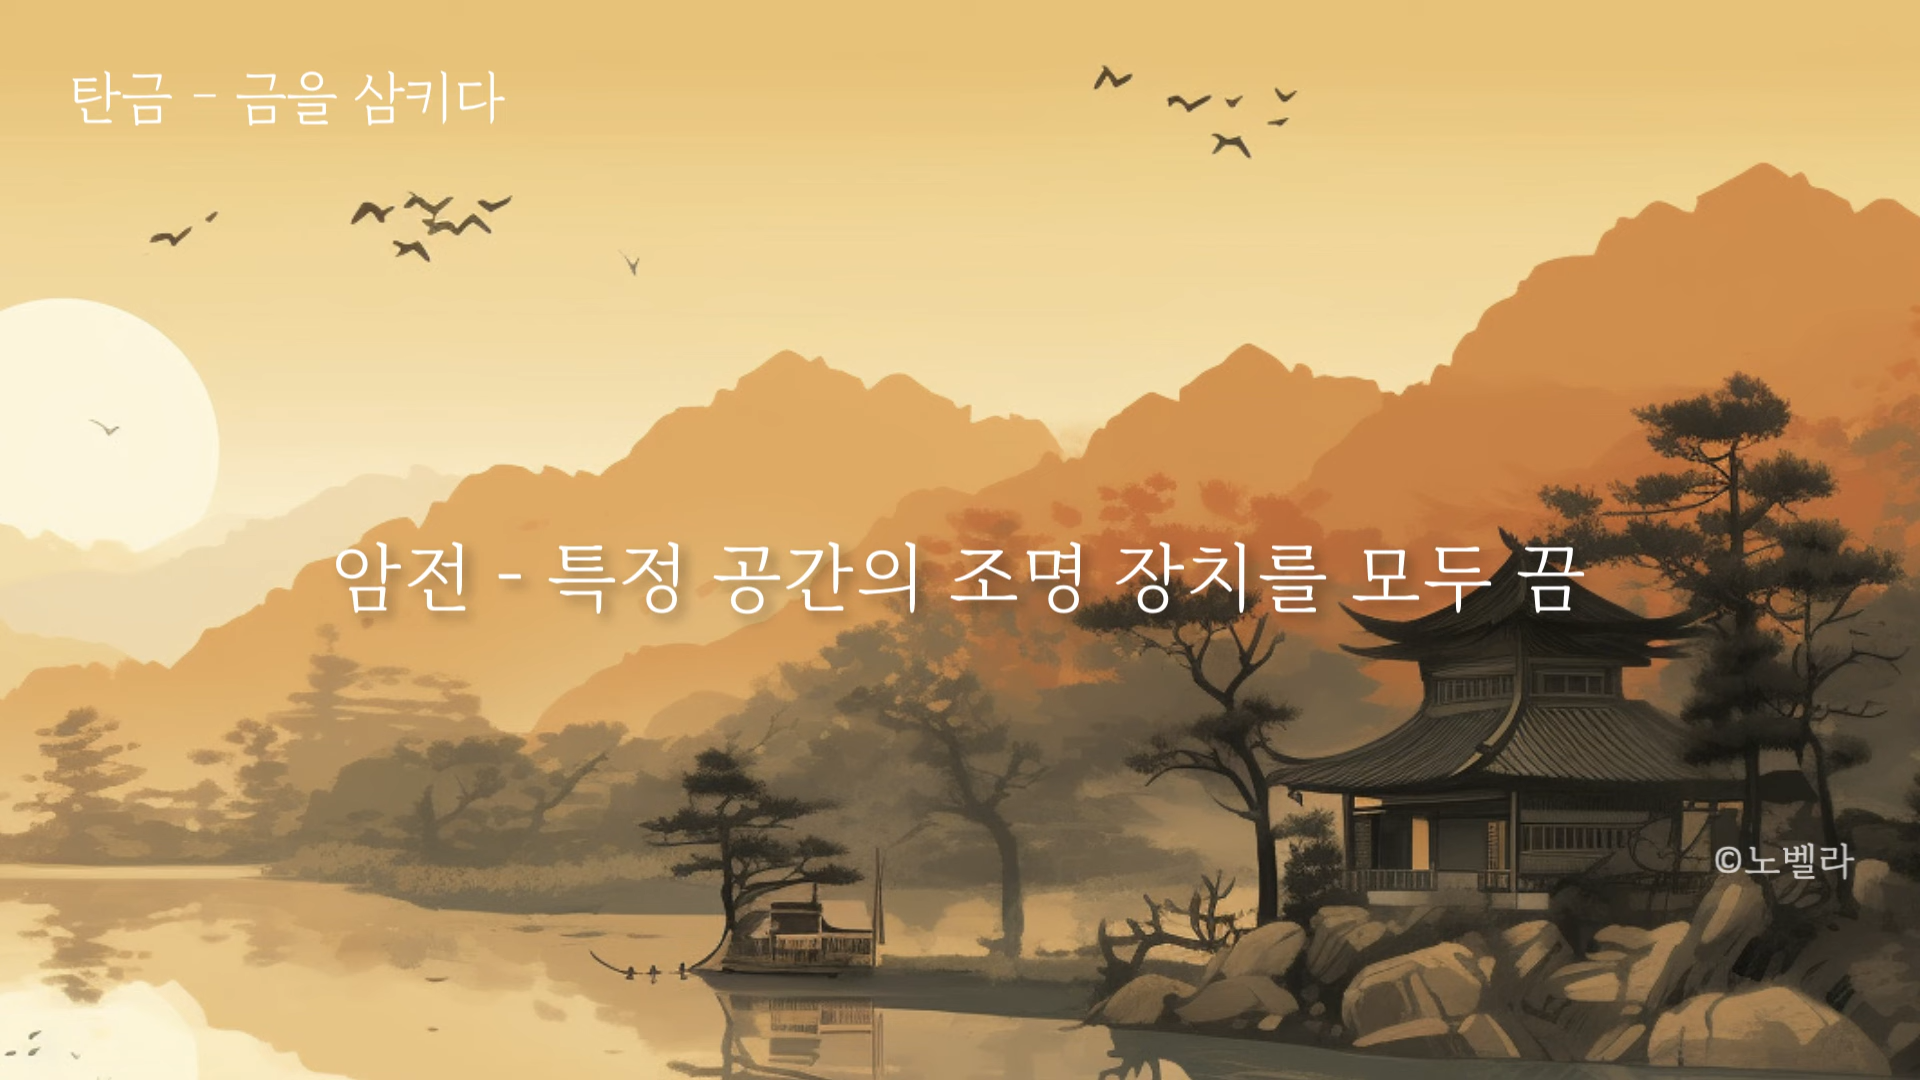 탄금 - 금을 삼키다
암전 - 특정 공간의 조명 장치를 모두 끔
©노벨라